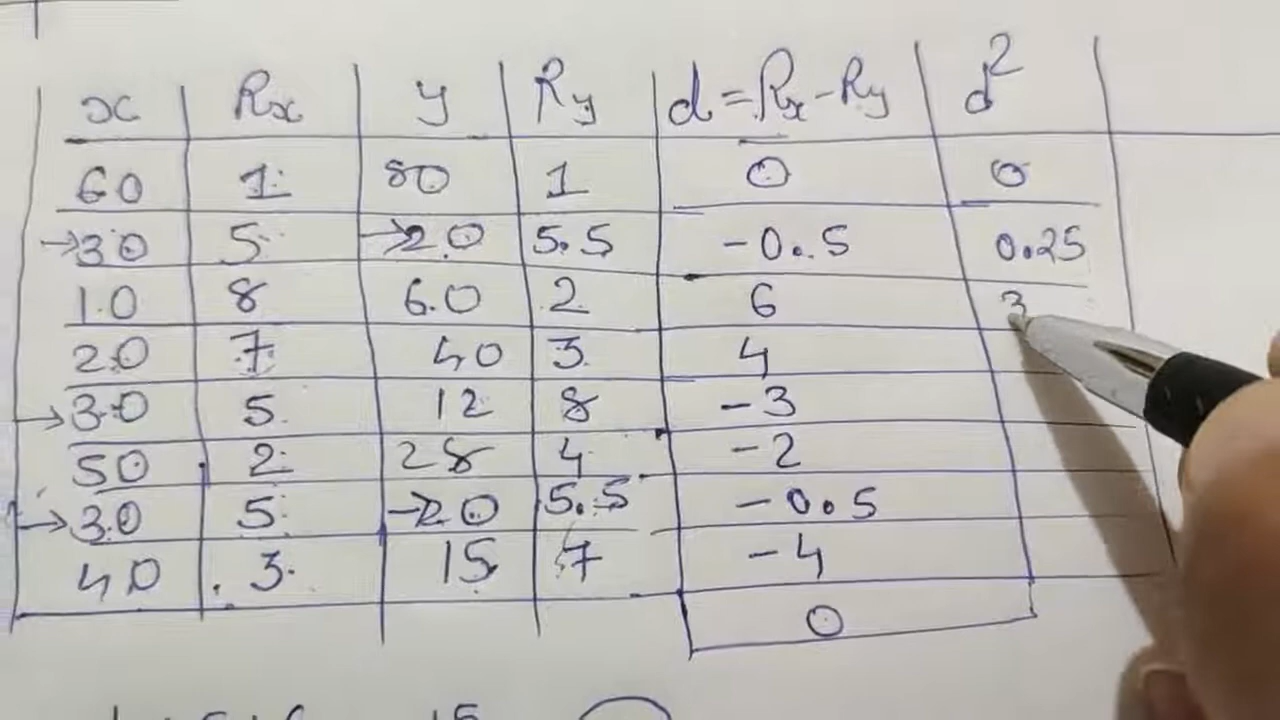 x Rx y Ry d=Rx-Ry d²
60 1 80 1 0 0
→30 5 →20 5.5 -0.5 0.25
10 8 60 2 6 3
20 7 40 3 4
→30 5 12 8 -3
50 2 28 4 -2
→30 5 →20 5.5 -0.5
40 3 15 7 -4
0
15